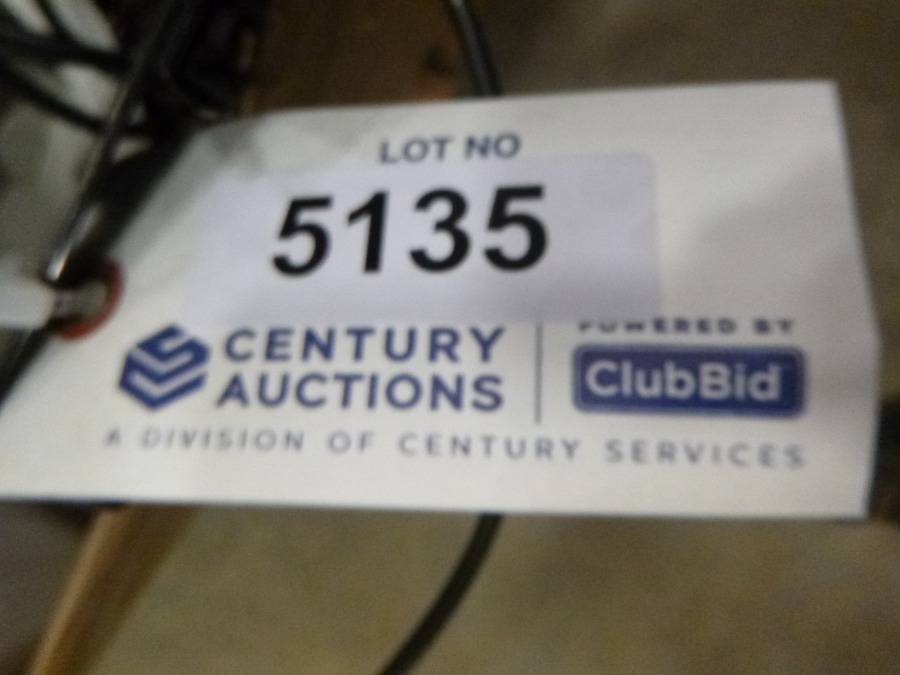 LOT NO
5135
CENTURY
AUCTIONS
POWERED BY
ClubBid
A DIVISION OF CENTURY SERVICES